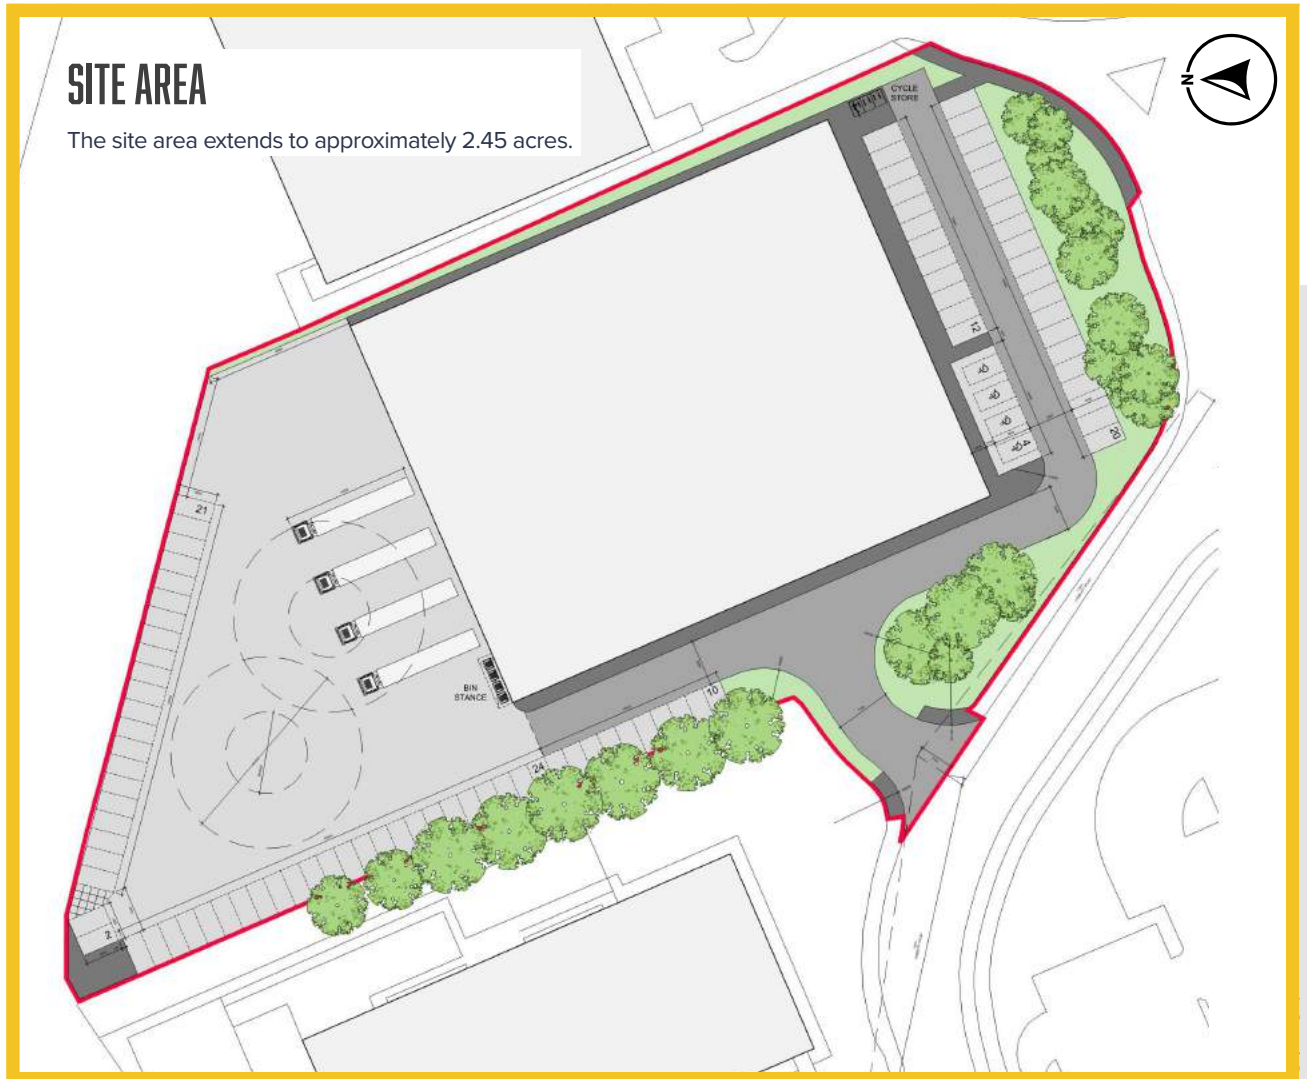 SITE AREA
The site area extends to approximately 2.45 acres.
N
CYCLE
STORE
12
4
20
21
BIN
STANCE
10
24
2